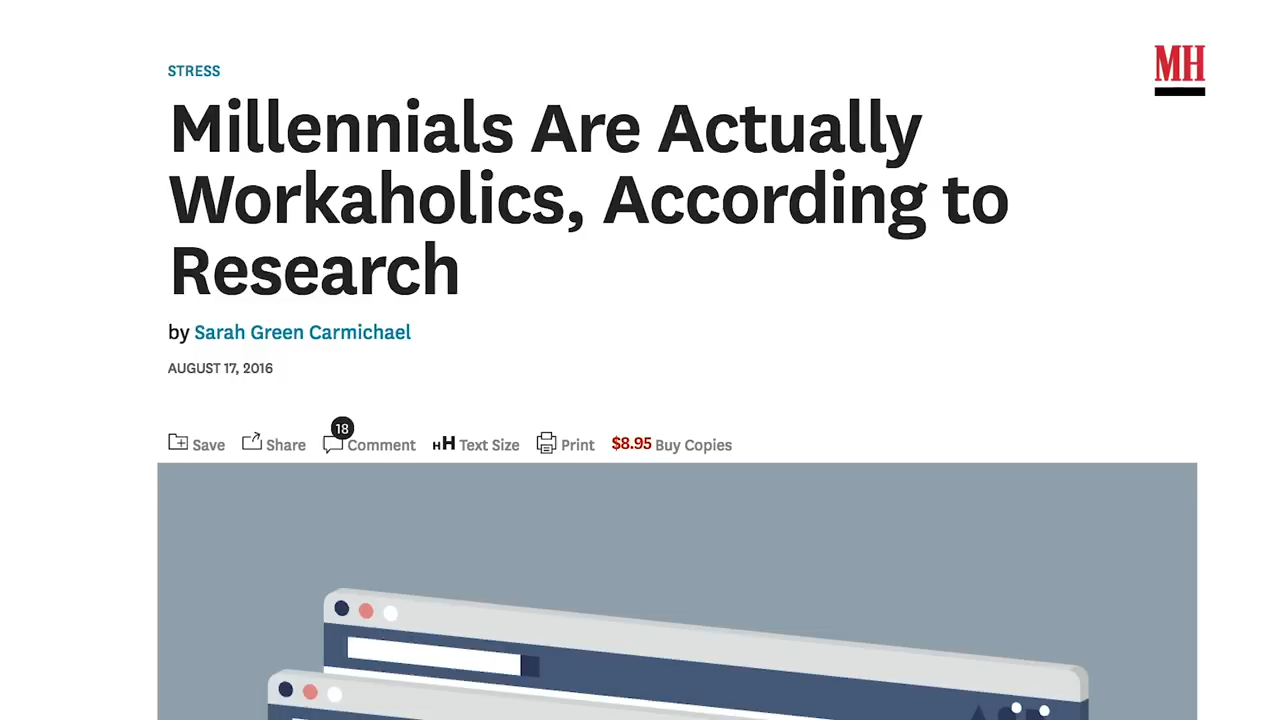 MH
STRESS
Millennials Are Actually
Workaholics, According to
Research
by Sarah Green Carmichael
AUGUST 17, 2016
18
Save Share Comment HH Text Size Print $8.95 Buy Copies